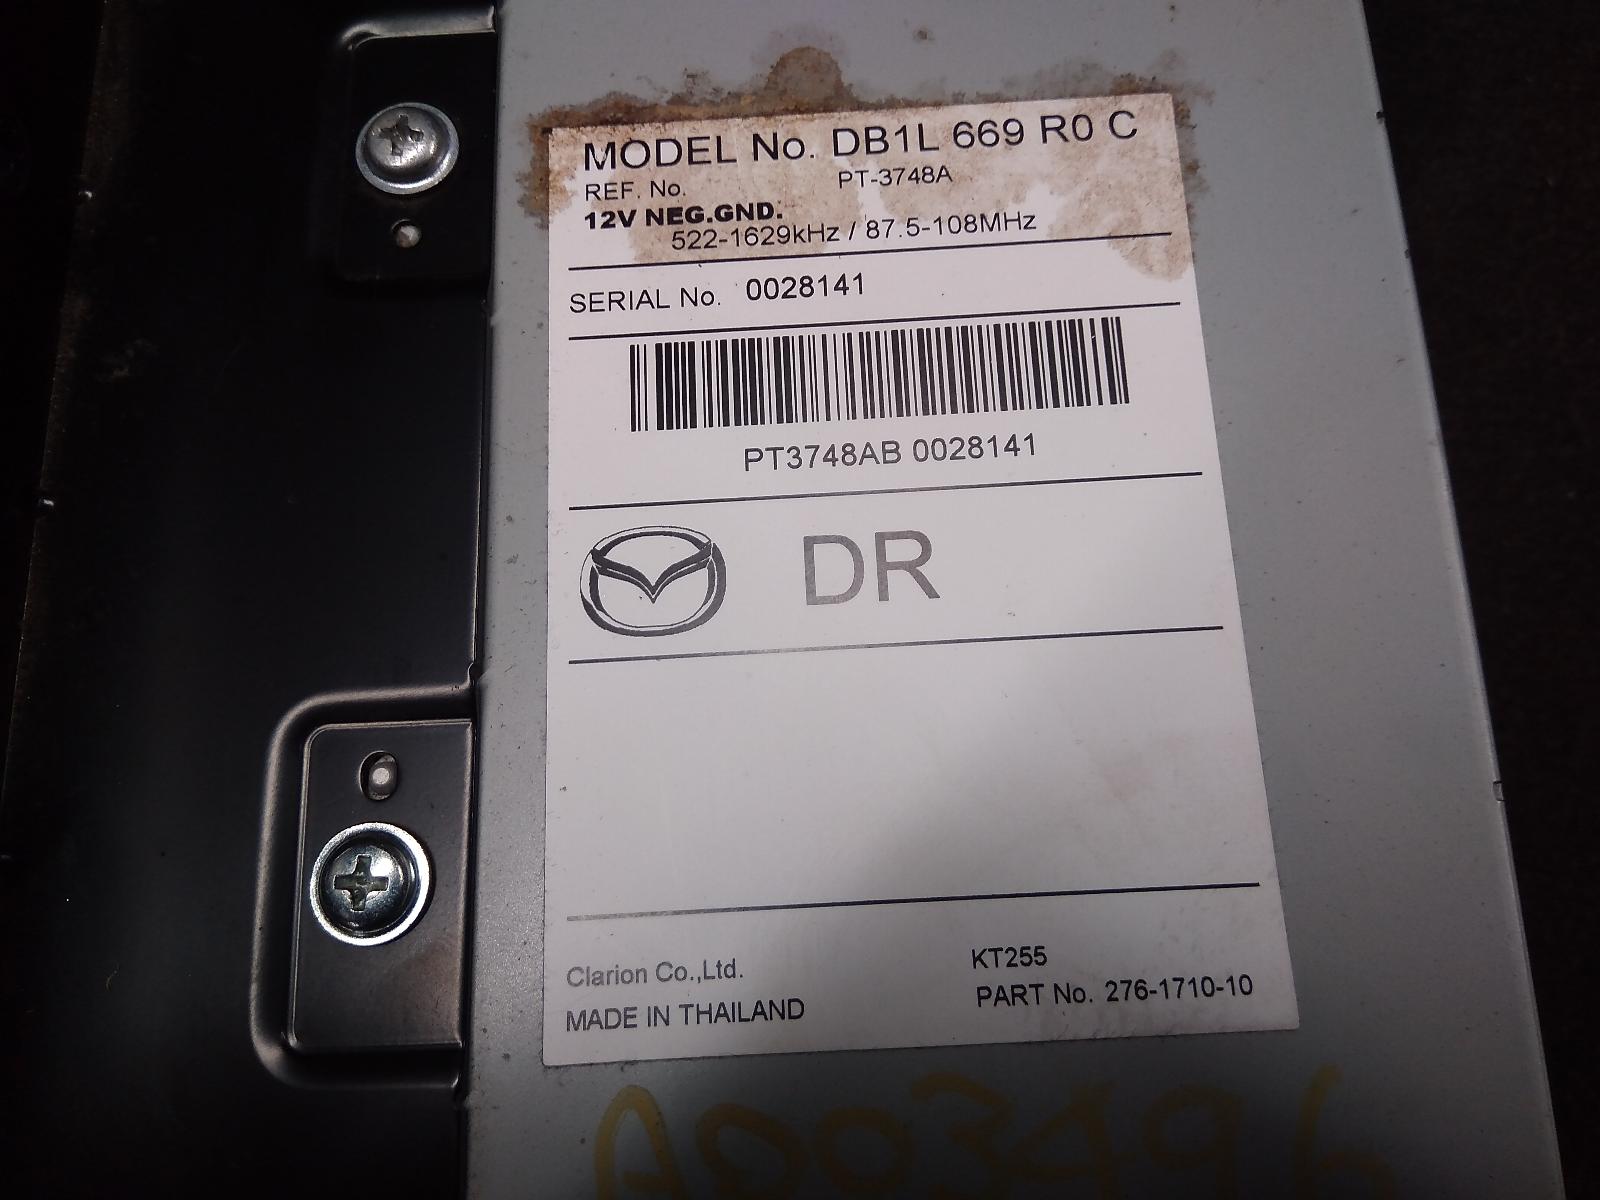 MODEL No. DB1L 669 R0 C
REF. No. PT-3748A
12V NEG.GND.
522-1629kHz / 87.5-108MHz
SERIAL No. 0028141
PT3748AB 0028141
DR
Clarion Co.,Ltd. KT255
MADE IN THAILAND PART No. 276-1710-10